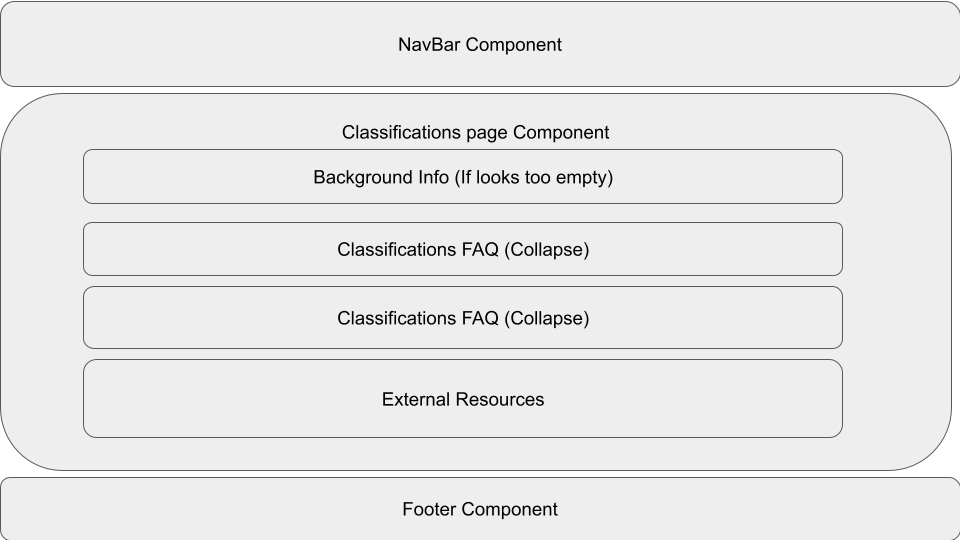 NavBar Component
Classifications page Component
Background Info (If looks too empty)
Classifications FAQ (Collapse)
Classifications FAQ (Collapse)
External Resources
Footer Component